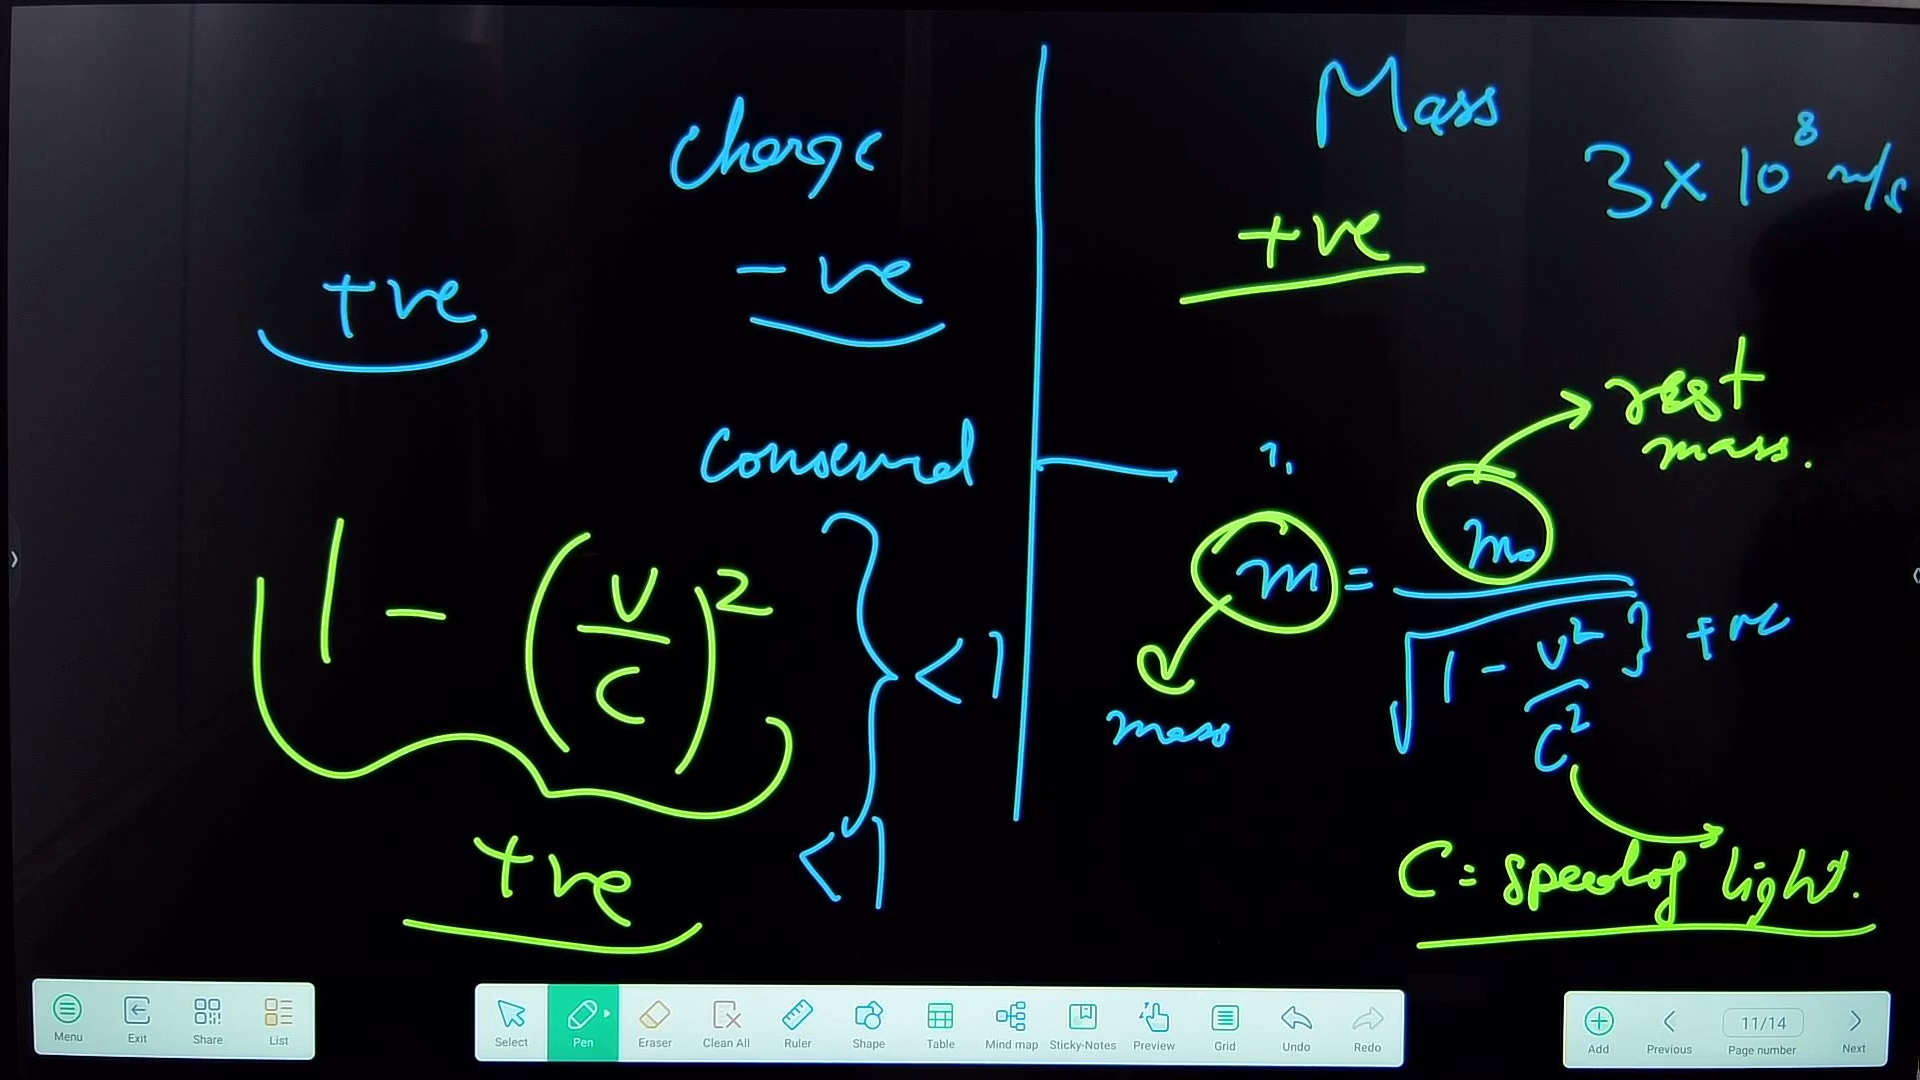 Charge
+ve
- ve
Conserved
1 - (v/c)²
< 1
+ve
< 1
Mass
3 × 10⁸ m/s
+ve
rest
mass.
m = m₀ / √(1 - v²/c²) } +ve
mass
C = speed of light.
Menu
Exit
Share
List
Select
Pen
Eraser
Clean All
Ruler
Shape
Table
Mind map
Sticky-Notes
Preview
Grid
Undo
Redo
Add
Previous
11/14
Page number
Next